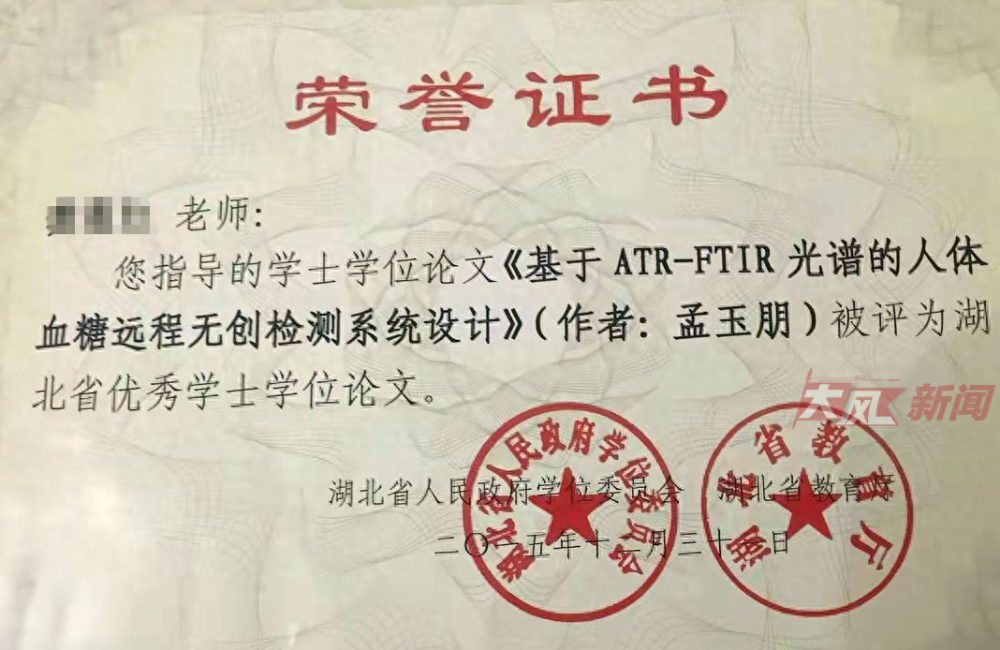 荣誉证书
老师:
您指导的学士学位论文《基于 ATR-FTIR 光谱的人体
血糖远程无创检测系统设计》(作者: 孟玉朋) 被评为湖
北省优秀学士学位论文。
天风新闻
湖北省人民政府学位委员会 湖北省教育厅
二〇一五年十二月三十一日
湖北省人民政府学位委员会
湖北省教育厅